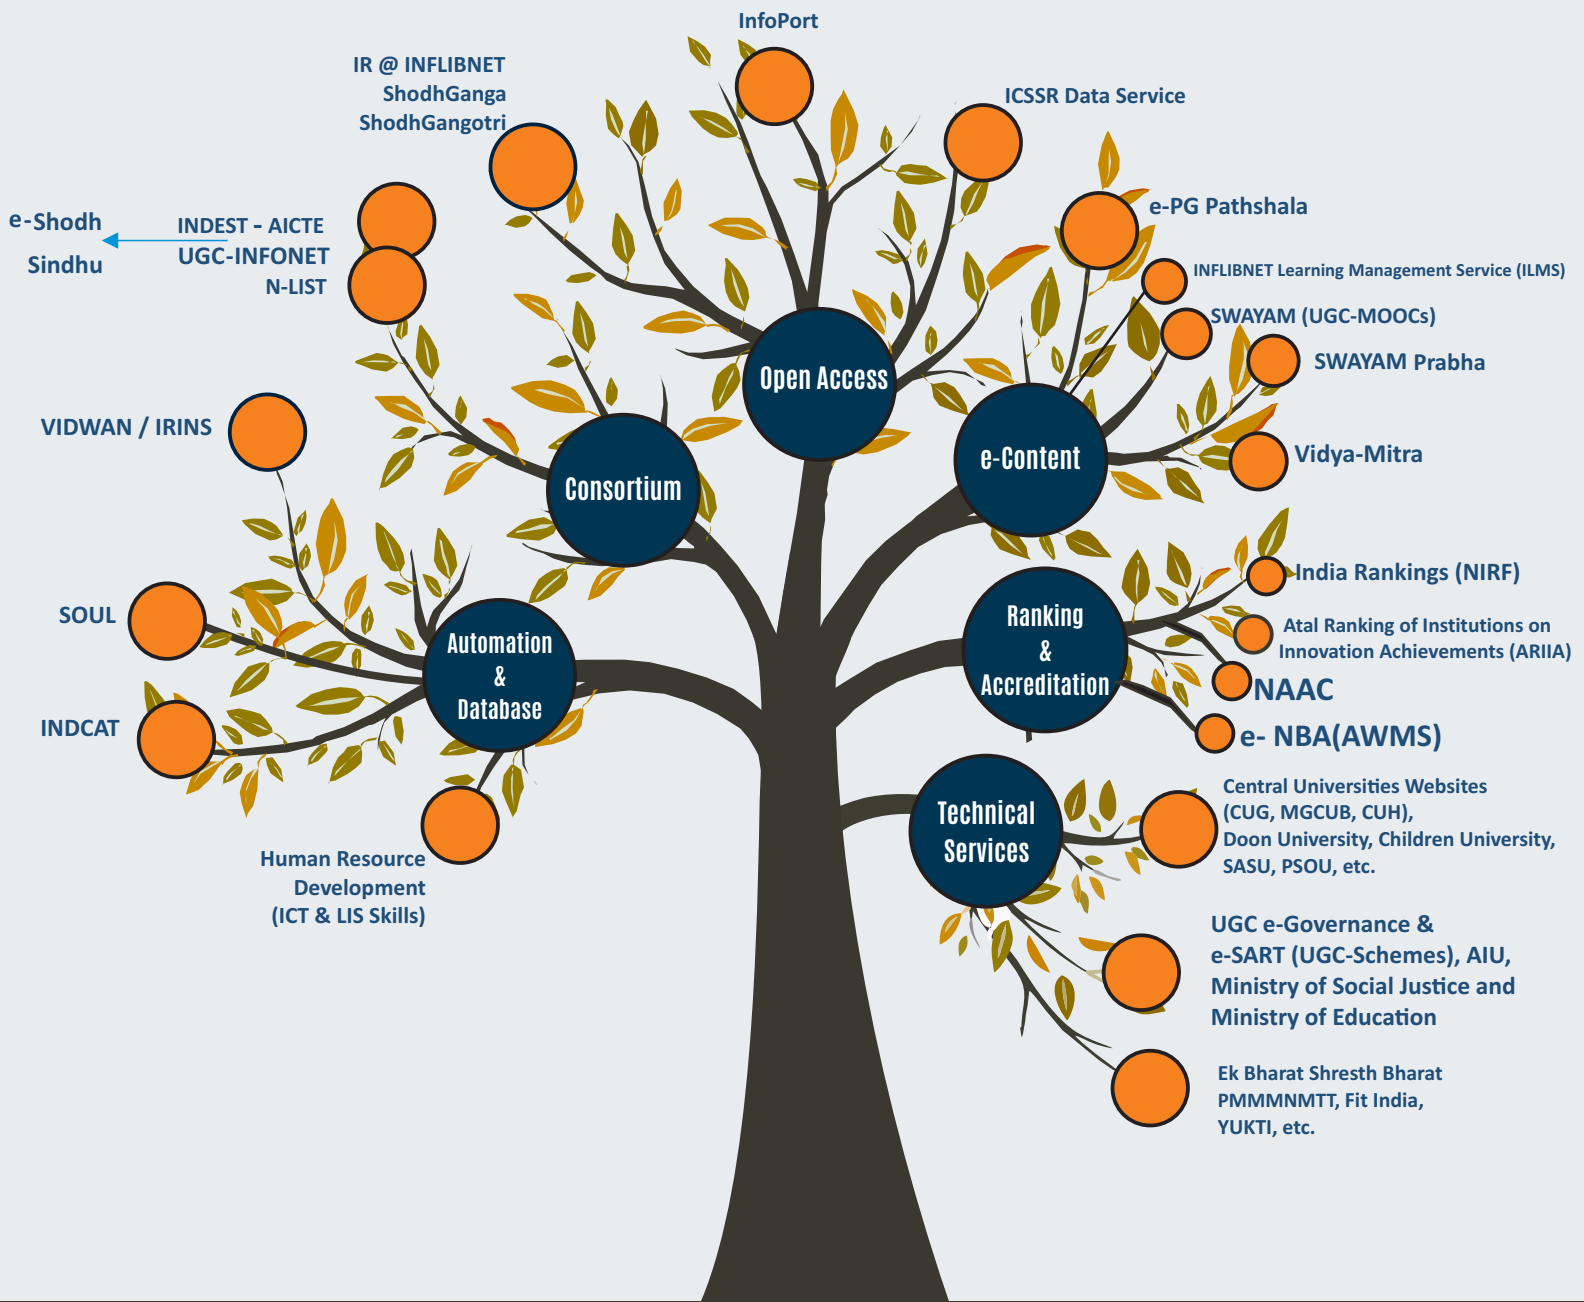 InfoPort
IR @ INFLIBNET
ShodhGanga
ShodhGangotri
ICSSR Data Service
e-Shodh
Sindhu
INDEST - AICTE
UGC-INFONET
N-LIST
e-PG Pathshala
INFLIBNET Learning Management Service (ILMS)
SWAYAM (UGC-MOOCs)
SWAYAM Prabha
Vidya-Mitra
Open Access
e-Content
Consortium
VIDWAN / IRINS
SOUL
INDCAT
Automation
&
Database
Human Resource
Development
(ICT & LIS Skills)
Ranking
&
Accreditation
India Rankings (NIRF)
Atal Ranking of Institutions on
Innovation Achievements (ARIIA)
NAAC
e- NBA(AWMS)
Technical
Services
Central Universities Websites
(CUG, MGCUB, CUH),
Doon University, Children University,
SASU, PSOU, etc.
UGC e-Governance &
e-SART (UGC-Schemes), AIU,
Ministry of Social Justice and
Ministry of Education
Ek Bharat Shresth Bharat
PMMMNMTT, Fit India,
YUKTI, etc.